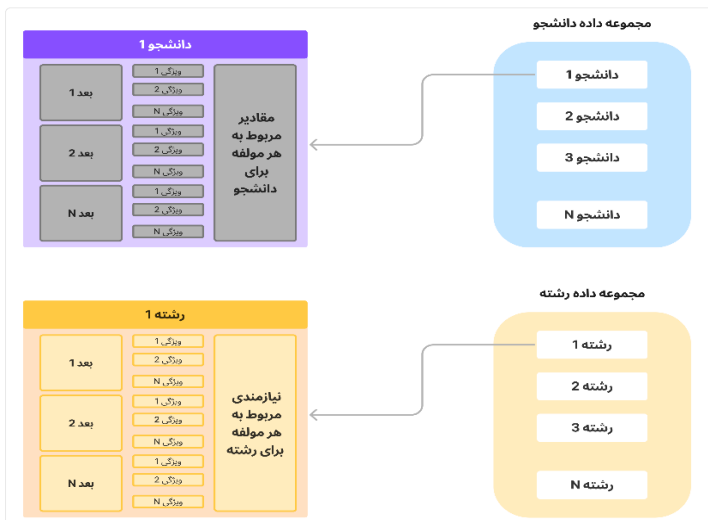 مجموعه داده دانشجو
دانشجو 1
دانشجو 2
دانشجو 3
دانشجو N
دانشجو 1
بعد 1
ویژگی 1
ویژگی 2
ویژگی N
بعد 2
ویژگی 1
ویژگی 2
ویژگی N
بعد N
ویژگی 1
ویژگی 2
ویژگی N
مقادیر
مربوط به
هر مولفه
برای
دانشجو
مجموعه داده رشته
رشته 1
رشته 2
رشته 3
رشته N
رشته 1
بعد 1
ویژگی 1
ویژگی 2
ویژگی N
بعد 2
ویژگی 1
ویژگی 2
ویژگی N
بعد N
ویژگی 1
ویژگی 2
ویژگی N
نیازمندی
مربوط به
هر مولفه
برای رشته